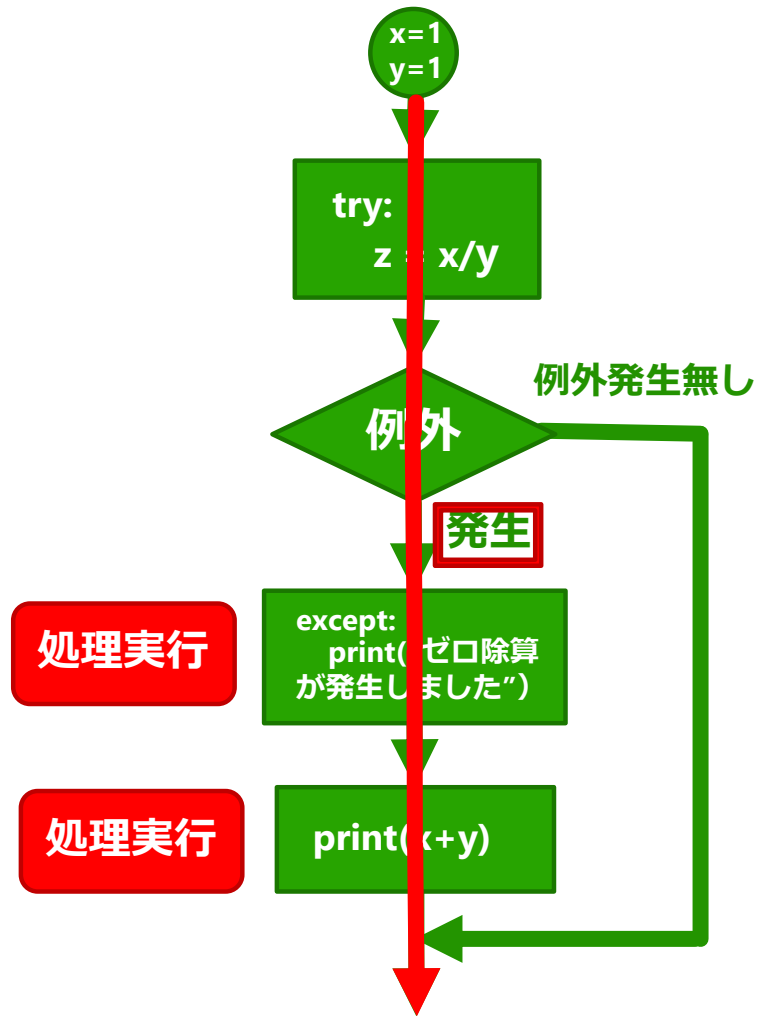 x=1
y=1
try:
z = x/y
例外
例外発生無し
発生
処理実行
except:
print(“ゼロ除算
が発生しました”)
処理実行
print(x+y)